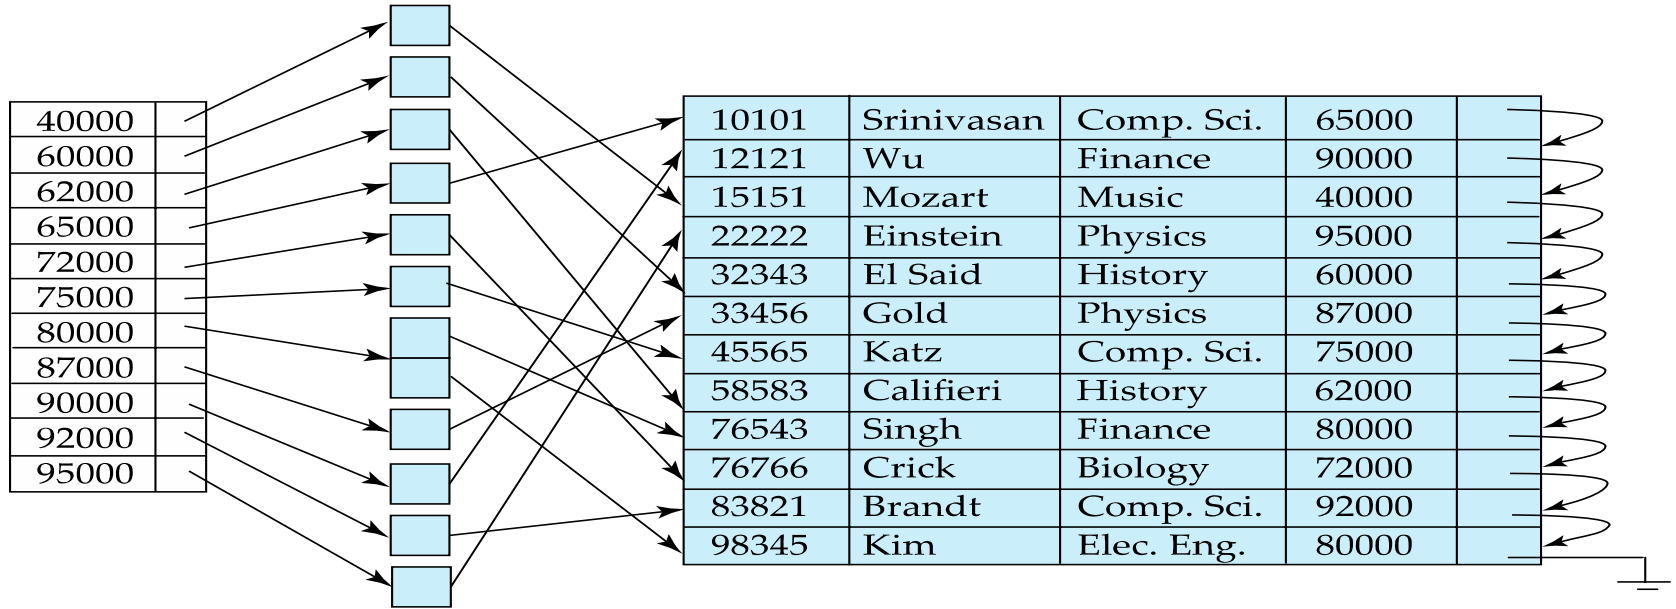 40000
60000
62000
65000
72000
75000
80000
87000
90000
92000
95000
10101 Srinivasan Comp. Sci. 65000
12121 Wu Finance 90000
15151 Mozart Music 40000
22222 Einstein Physics 95000
32343 El Said History 60000
33456 Gold Physics 87000
45565 Katz Comp. Sci. 75000
58583 Califieri History 62000
76543 Singh Finance 80000
76766 Crick Biology 72000
83821 Brandt Comp. Sci. 92000
98345 Kim Elec. Eng. 80000